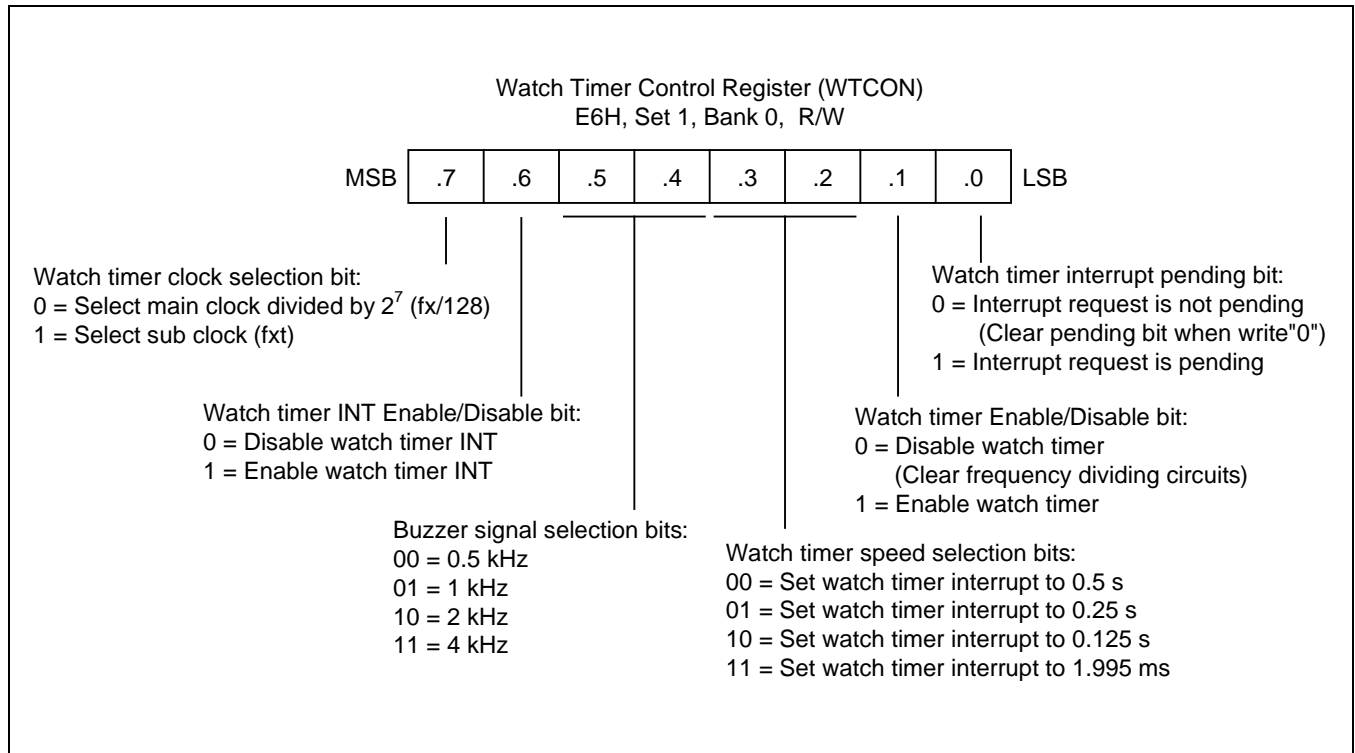 Watch Timer Control Register (WTCON)
E6H, Set 1, Bank 0, R/W
MSB .7 .6 .5 .4 .3 .2 .1 .0 LSB
Watch timer clock selection bit:
0 = Select main clock divided by 2⁷ (fx/128)
1 = Select sub clock (fxt)
Watch timer interrupt pending bit:
0 = Interrupt request is not pending
(Clear pending bit when write"0")
1 = Interrupt request is pending
Watch timer INT Enable/Disable bit:
0 = Disable watch timer INT
1 = Enable watch timer INT
Watch timer Enable/Disable bit:
0 = Disable watch timer
(Clear frequency dividing circuits)
1 = Enable watch timer
Buzzer signal selection bits:
00 = 0.5 kHz
01 = 1 kHz
10 = 2 kHz
11 = 4 kHz
Watch timer speed selection bits:
00 = Set watch timer interrupt to 0.5 s
01 = Set watch timer interrupt to 0.25 s
10 = Set watch timer interrupt to 0.125 s
11 = Set watch timer interrupt to 1.995 ms